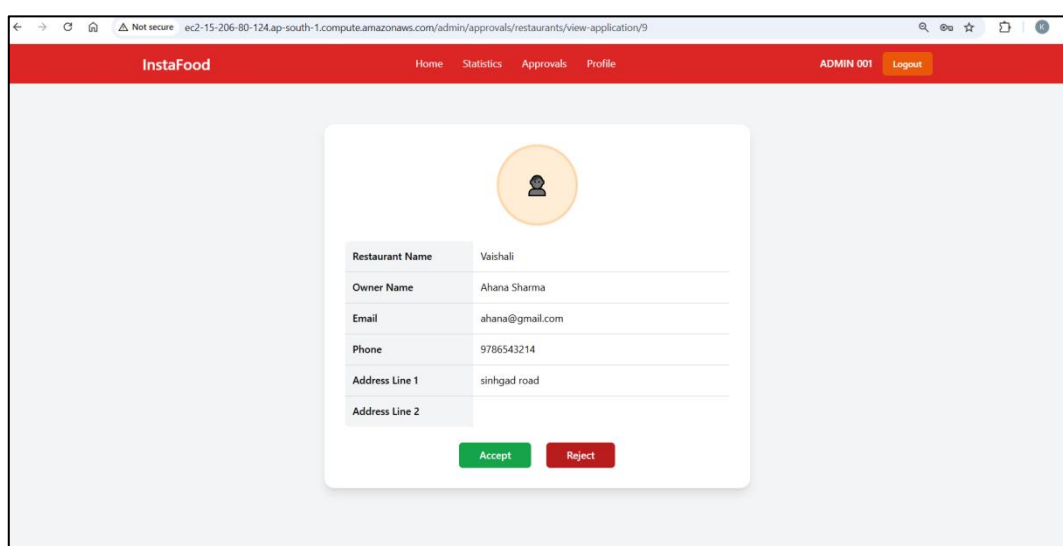 Not secure ec2-15-206-80-124.ap-south-1.compute.amazonaws.com/admin/approvals/restaurants/view-application/9 K
InstaFood Home Statistics Approvals Profile ADMIN 001 Logout
Restaurant Name Vaishali
Owner Name Ahana Sharma
Email ahana@gmail.com
Phone 9786543214
Address Line 1 sinhgad road
Address Line 2
Accept Reject